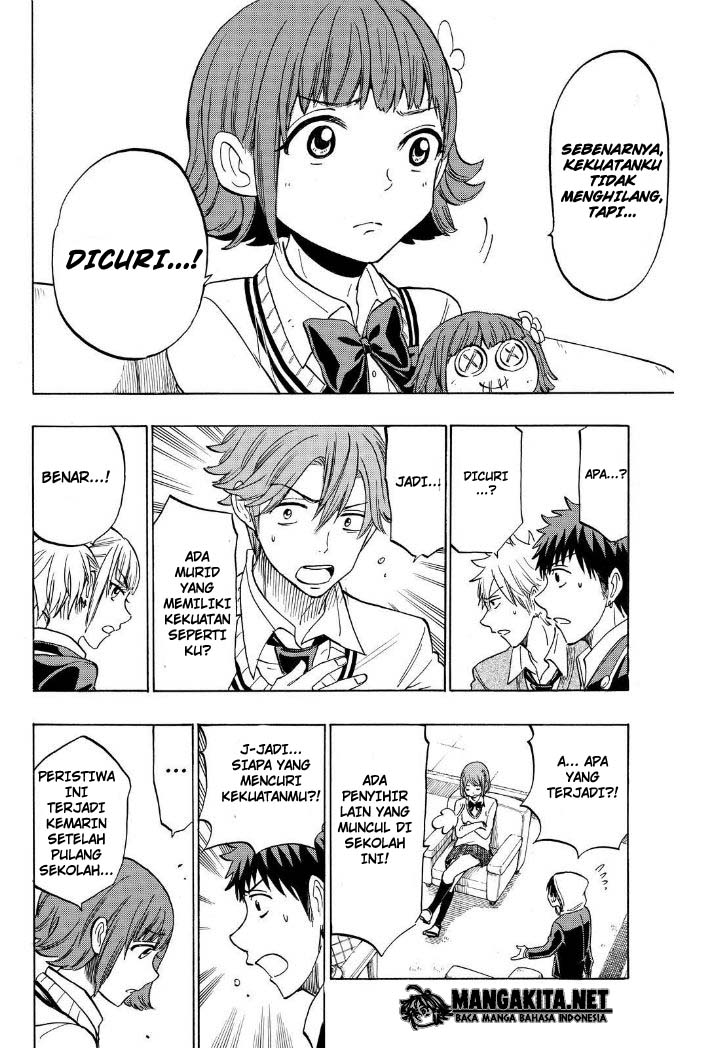 SEBENARNYA,
KEKUATANKU
TIDAK
MENGHILANG,
TAPI...
DICURI...!
APA...?
DICURI
...?
JADI...
ADA
MURID
YANG
MEMILIKI
KEKUATAN
SEPERTI
KU?
BENAR...!
A... APA
YANG
TERJADI?!
ADA
PENYIHIR
LAIN YANG
MUNCUL DI
SEKOLAH
INI!
J-JADI...
SIAPA YANG
MENCURI
KEKUATANMU?!
...
PERISTIWA
INI
TERJADI
KEMARIN
SETELAH
PULANG
SEKOLAH...
MANGAKITA.NET
BACA MANGA BAHASA INDONESIA